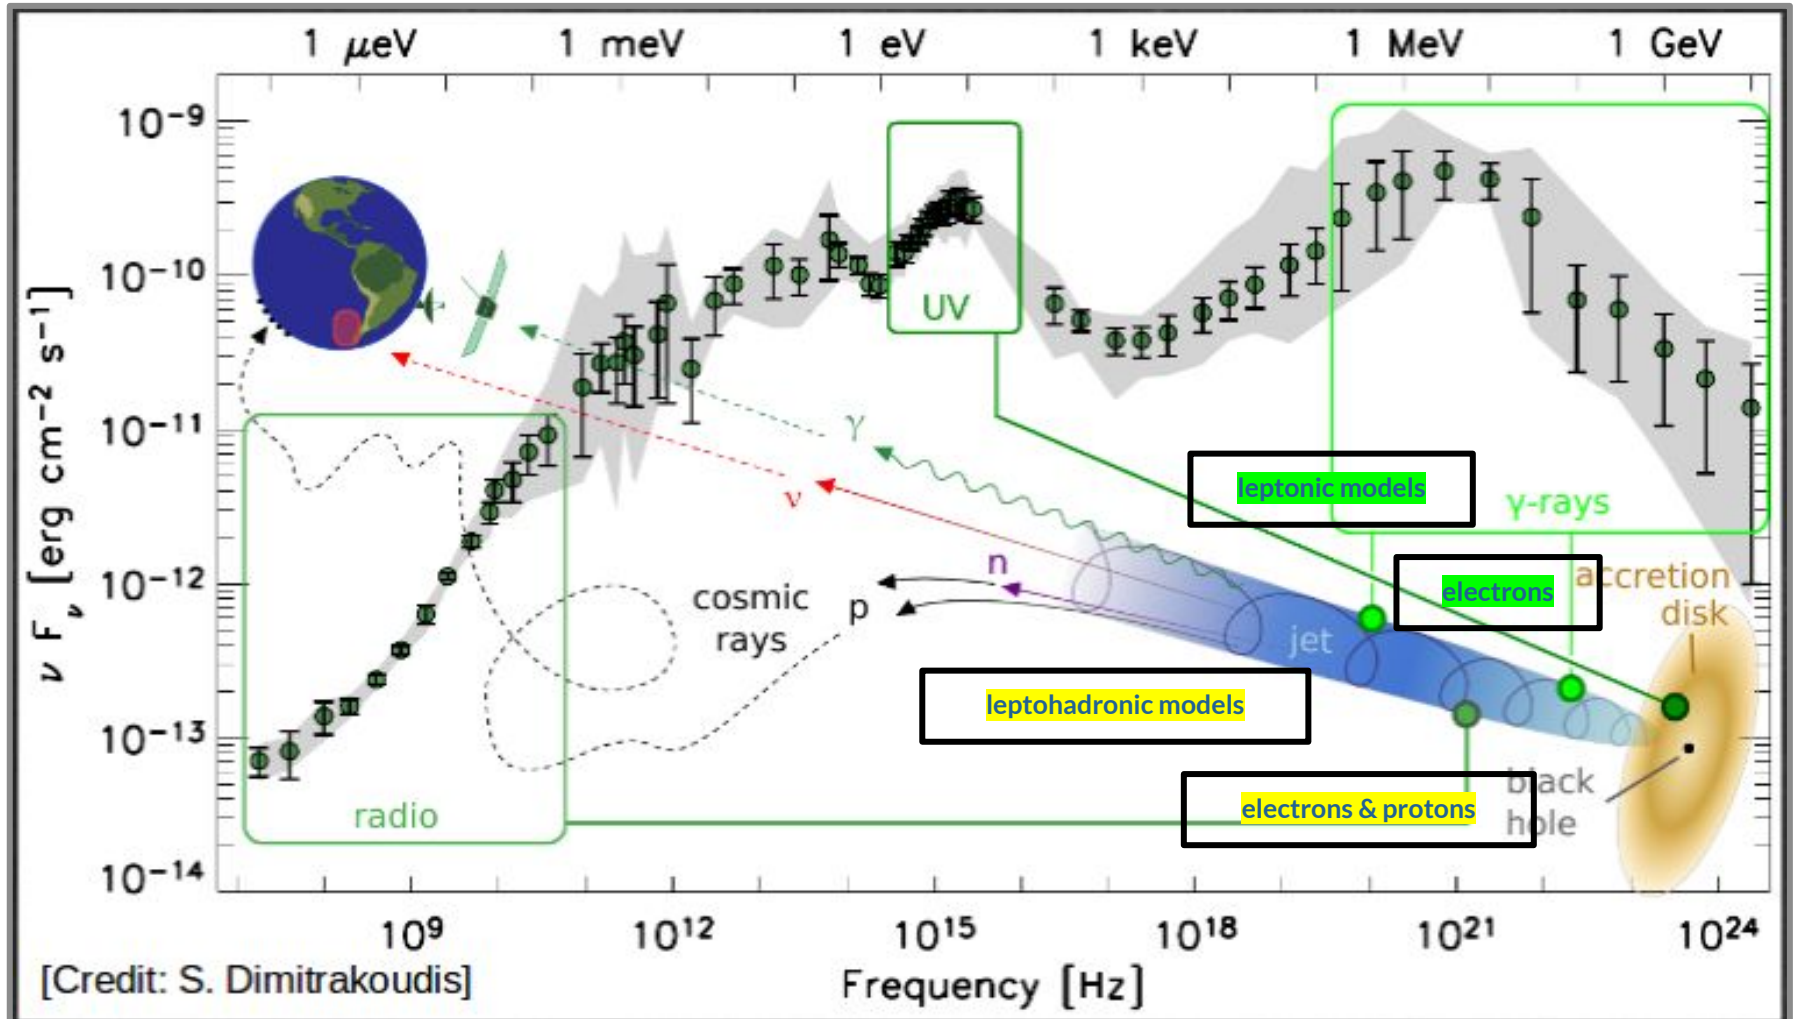 1 μeV 1 meV 1 eV 1 keV 1 MeV 1 GeV
10⁻⁹
10⁻¹⁰
10⁻¹¹
10⁻¹²
10⁻¹³
10⁻¹⁴
ν Fν [erg cm⁻² s⁻¹]
UV
γ
ν
leptonic models
γ-rays
n
p
cosmic
rays
electrons
accretion
disk
jet
leptohadronic models
electrons & protons
black
hole
radio
10⁹ 10¹² 10¹⁵ 10¹⁸ 10²¹ 10²⁴
Frequency [Hz]
[Credit: S. Dimitrakoudis]